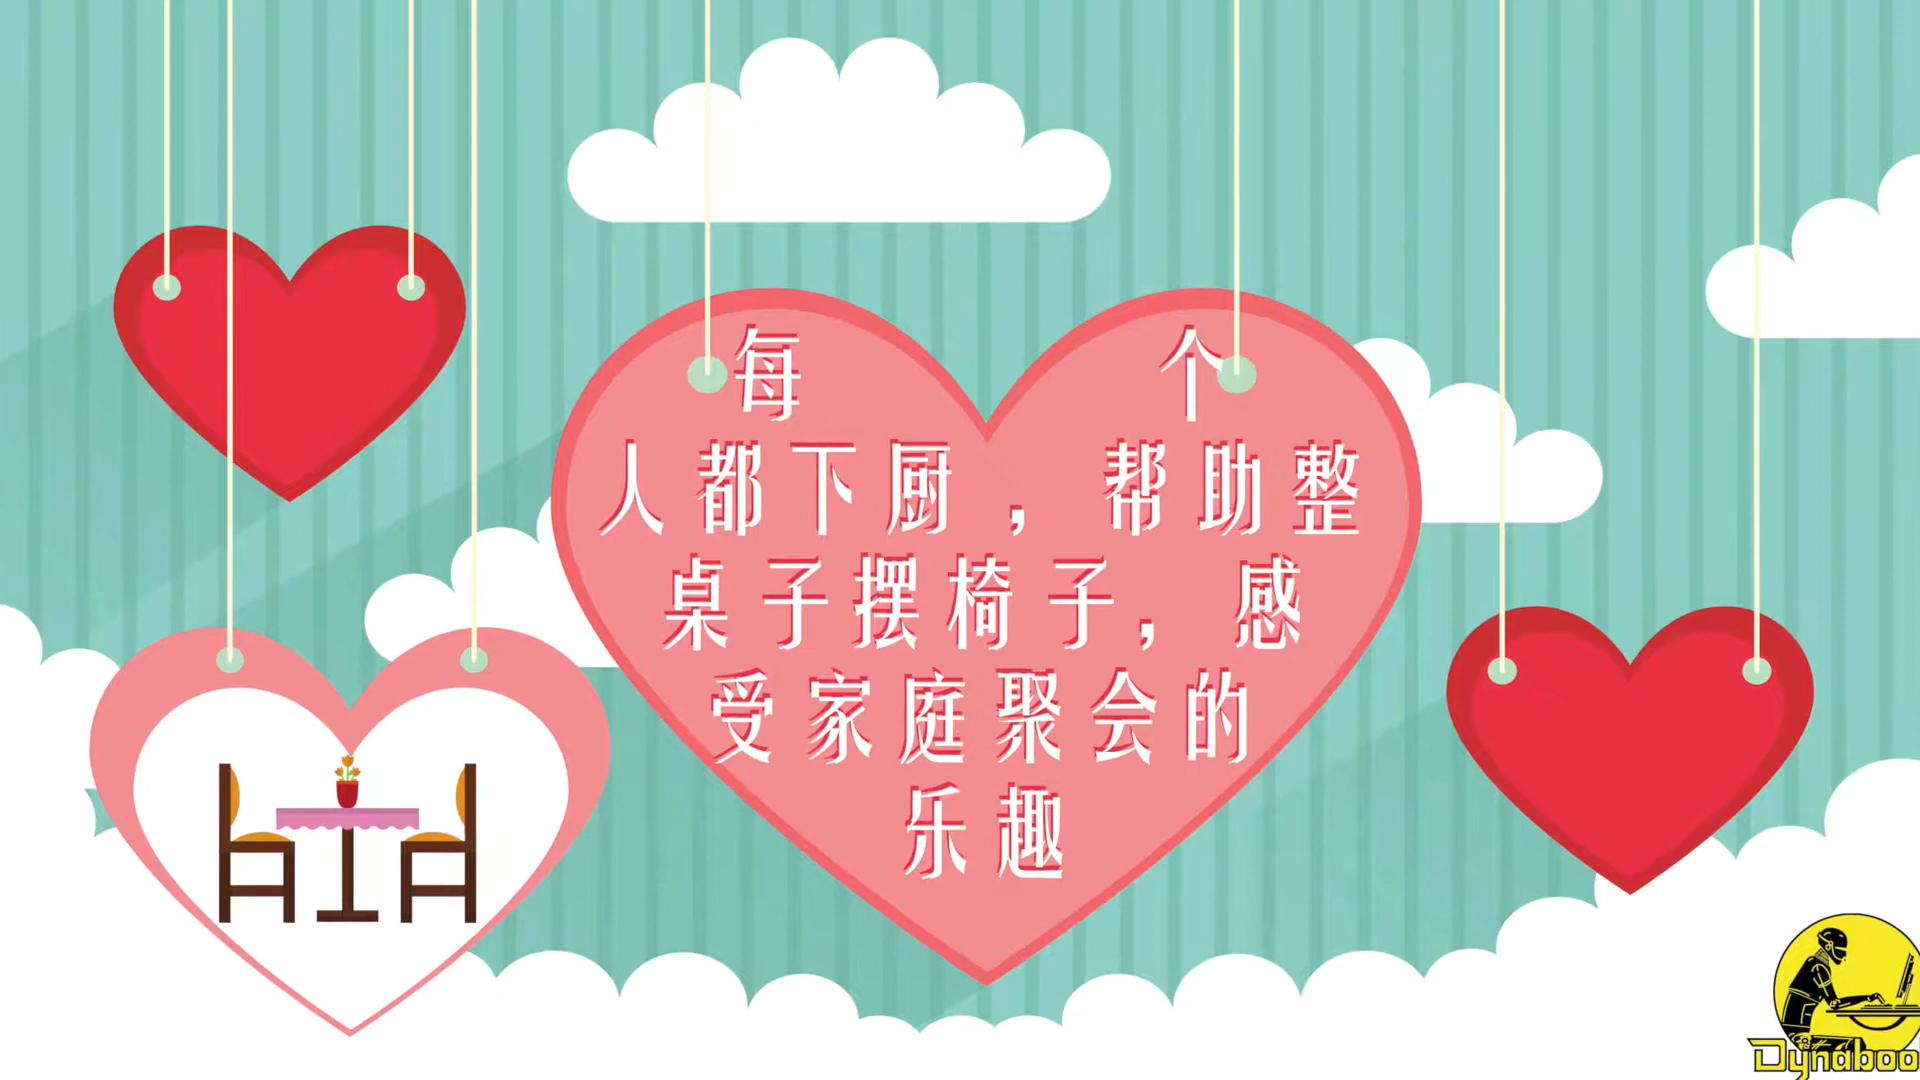 每 个
人都下厨，帮助整
桌子摆椅子，感
受家庭聚会的
乐趣
Dynaboo